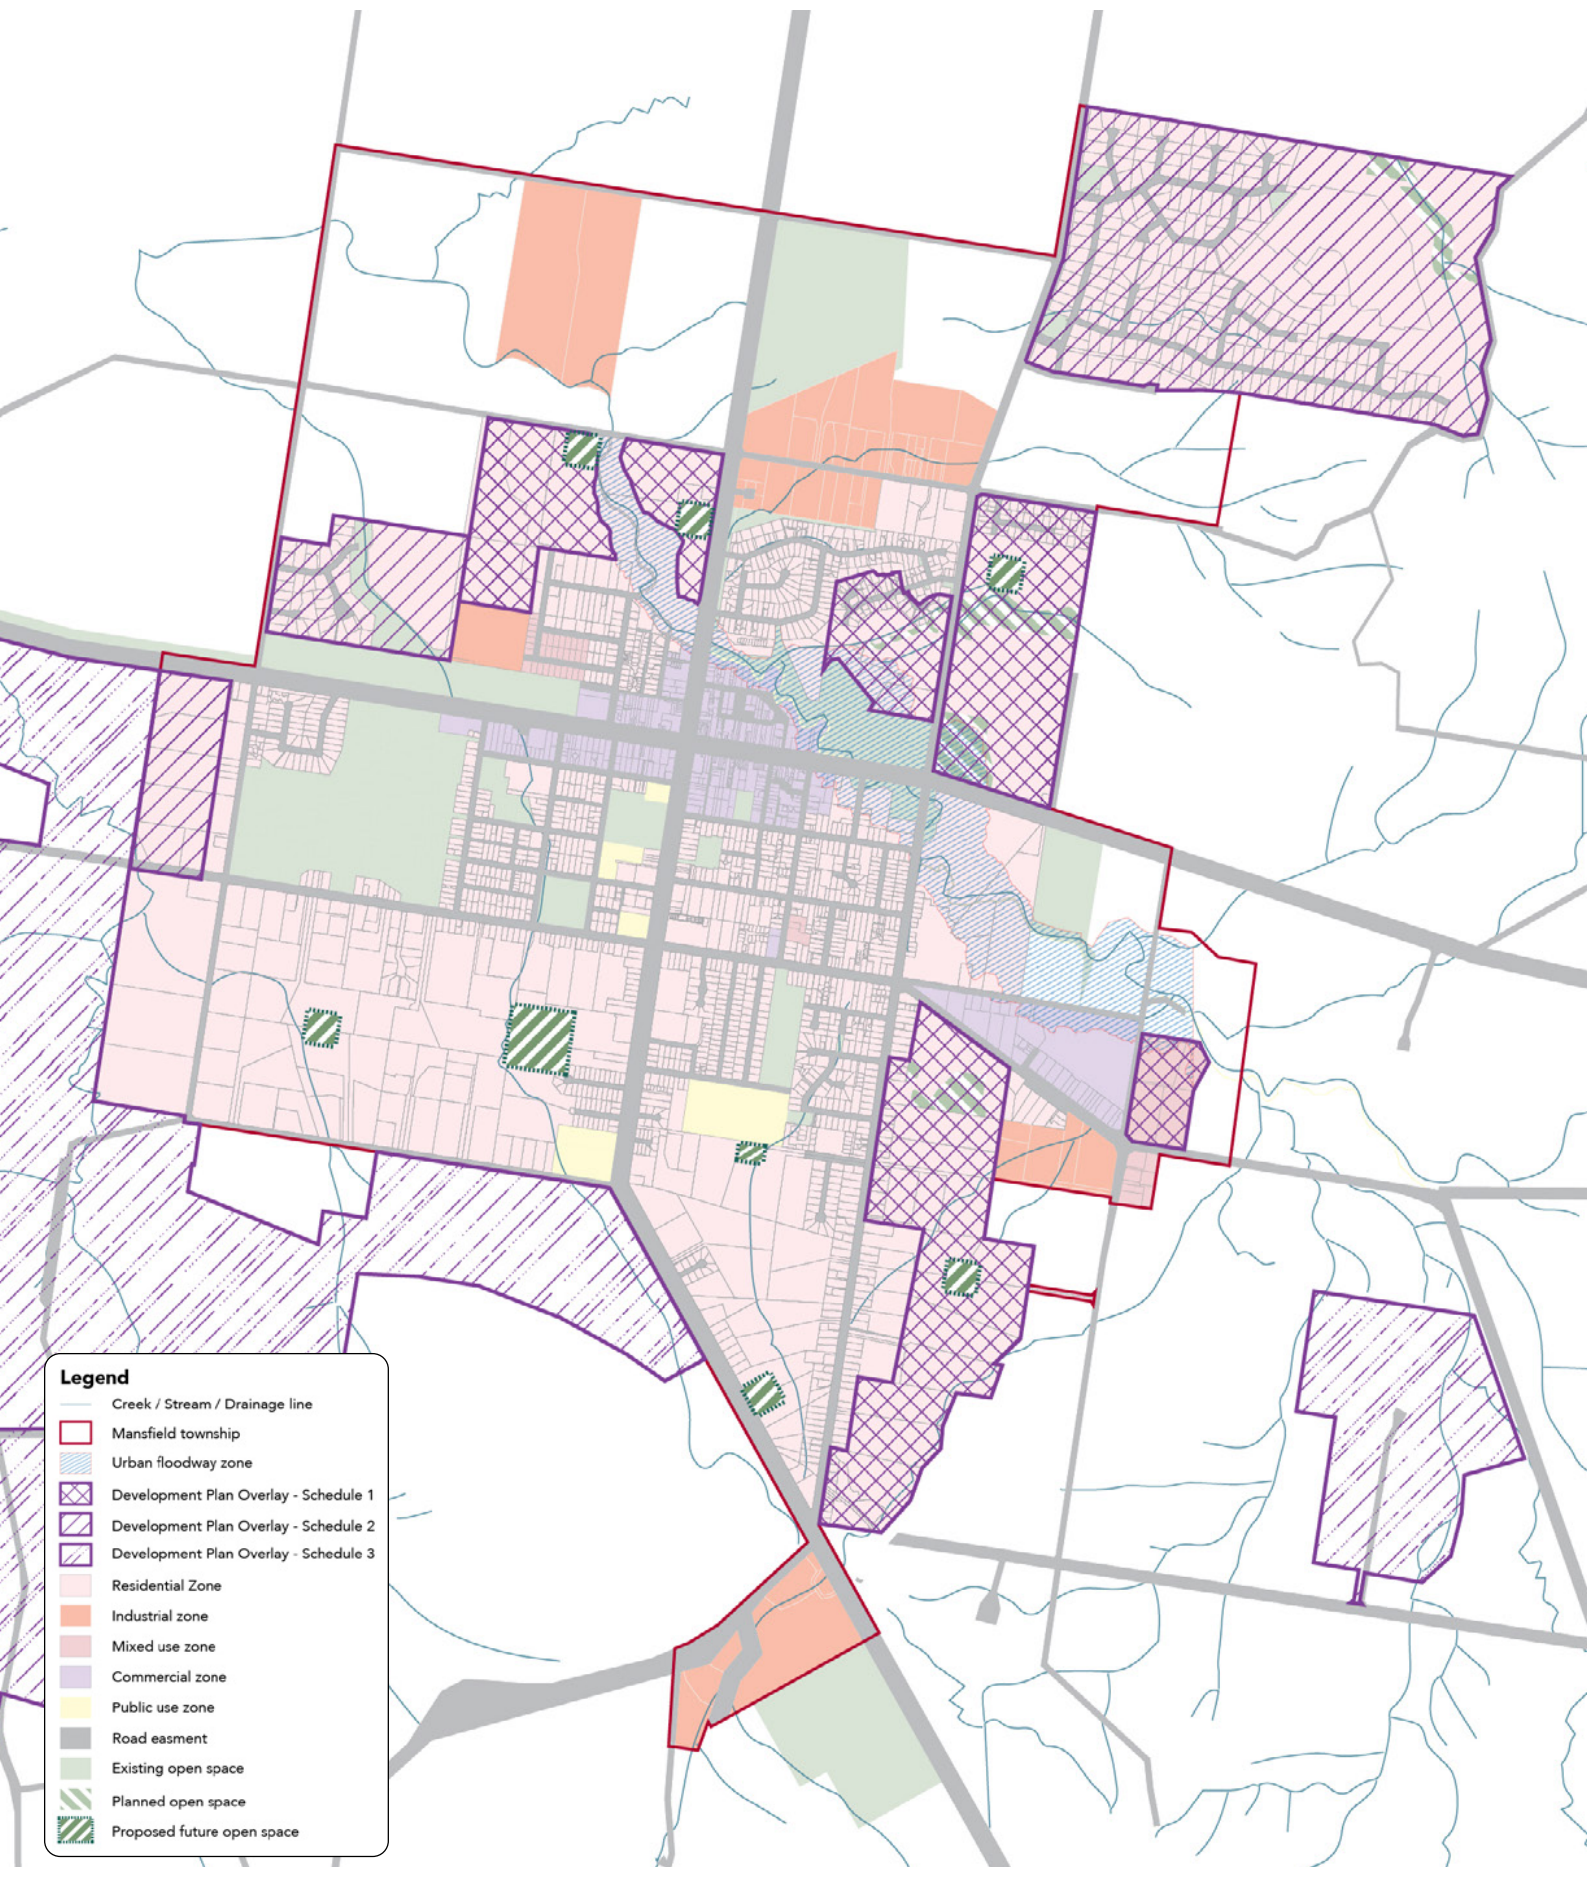 Legend
Creek / Stream / Drainage line
Mansfield township
Urban floodway zone
Development Plan Overlay - Schedule 1
Development Plan Overlay - Schedule 2
Development Plan Overlay - Schedule 3
Residential Zone
Industrial zone
Mixed use zone
Commercial zone
Public use zone
Road easment
Existing open space
Planned open space
Proposed future open space